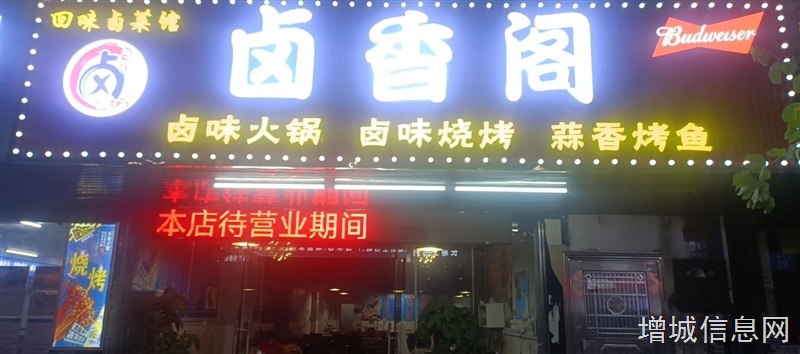 回味卤菜馆
卤
卤香阁
Budweiser
卤味火锅 卤味烧烤 蒜香烤鱼
本店待营业期间
烧烤
增城信息网